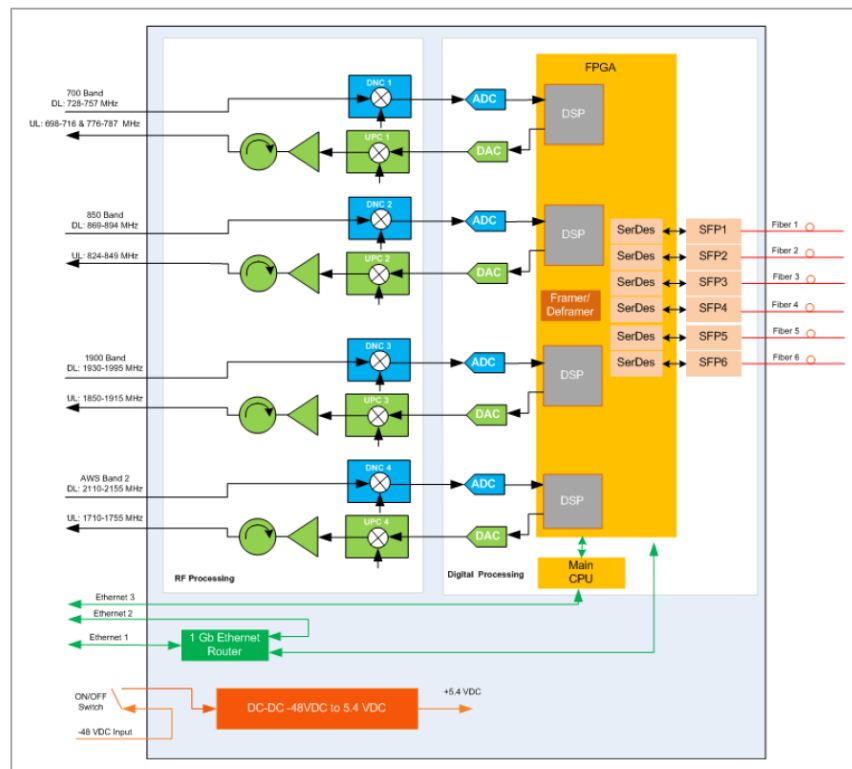 FPGA
700 Band
DL: 728-757 MHz
UL: 698-716 & 776-787 MHz
DNC 1
ADC
DSP
UPC 1
DAC
850 Band
DL: 869-894 MHz
UL: 824-849 MHz
DNC 2
ADC
DSP
UPC 2
DAC
SerDes
SFP1
Fiber 1
SerDes
SFP2
Fiber 2
SerDes
SFP3
Fiber 3
SerDes
SFP4
Fiber 4
SerDes
SFP5
Fiber 5
SerDes
SFP6
Fiber 6
Framer/
Deframer
1900 Band
DL: 1930-1995 MHz
UL: 1850-1915 MHz
DNC 3
ADC
DSP
UPC 3
DAC
AWS Band 2
DL: 2110-2155 MHz
UL: 1710-1755 MHz
DNC 4
ADC
DSP
UPC 4
DAC
RF Processing
Digital Processing
Main
CPU
Ethernet 3
Ethernet 2
Ethernet 1
1 Gb Ethernet
Router
ON/OFF
Switch
-48 VDC Input
DC-DC -48VDC to 5.4 VDC
+5.4 VDC